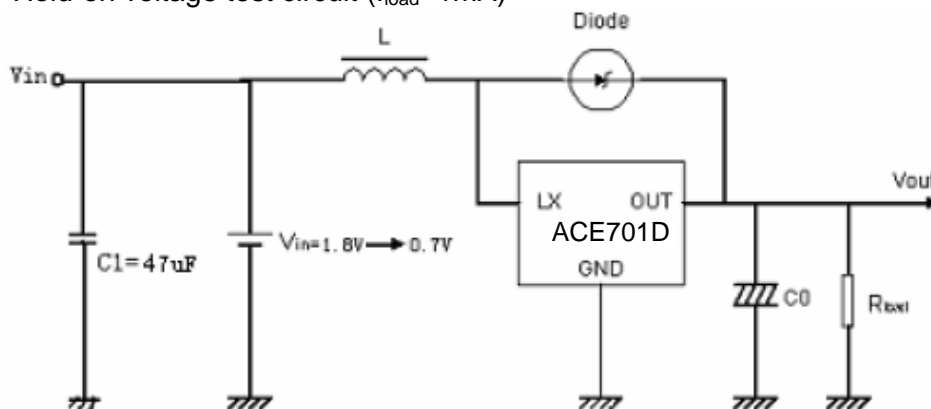 Hold-on voltage test circuit (Iload=1mA)
Diode
L
Vin
LX
OUT
Vout
ACE701D
Vin=1.8V→0.7V
C1=47uF
GND
C0